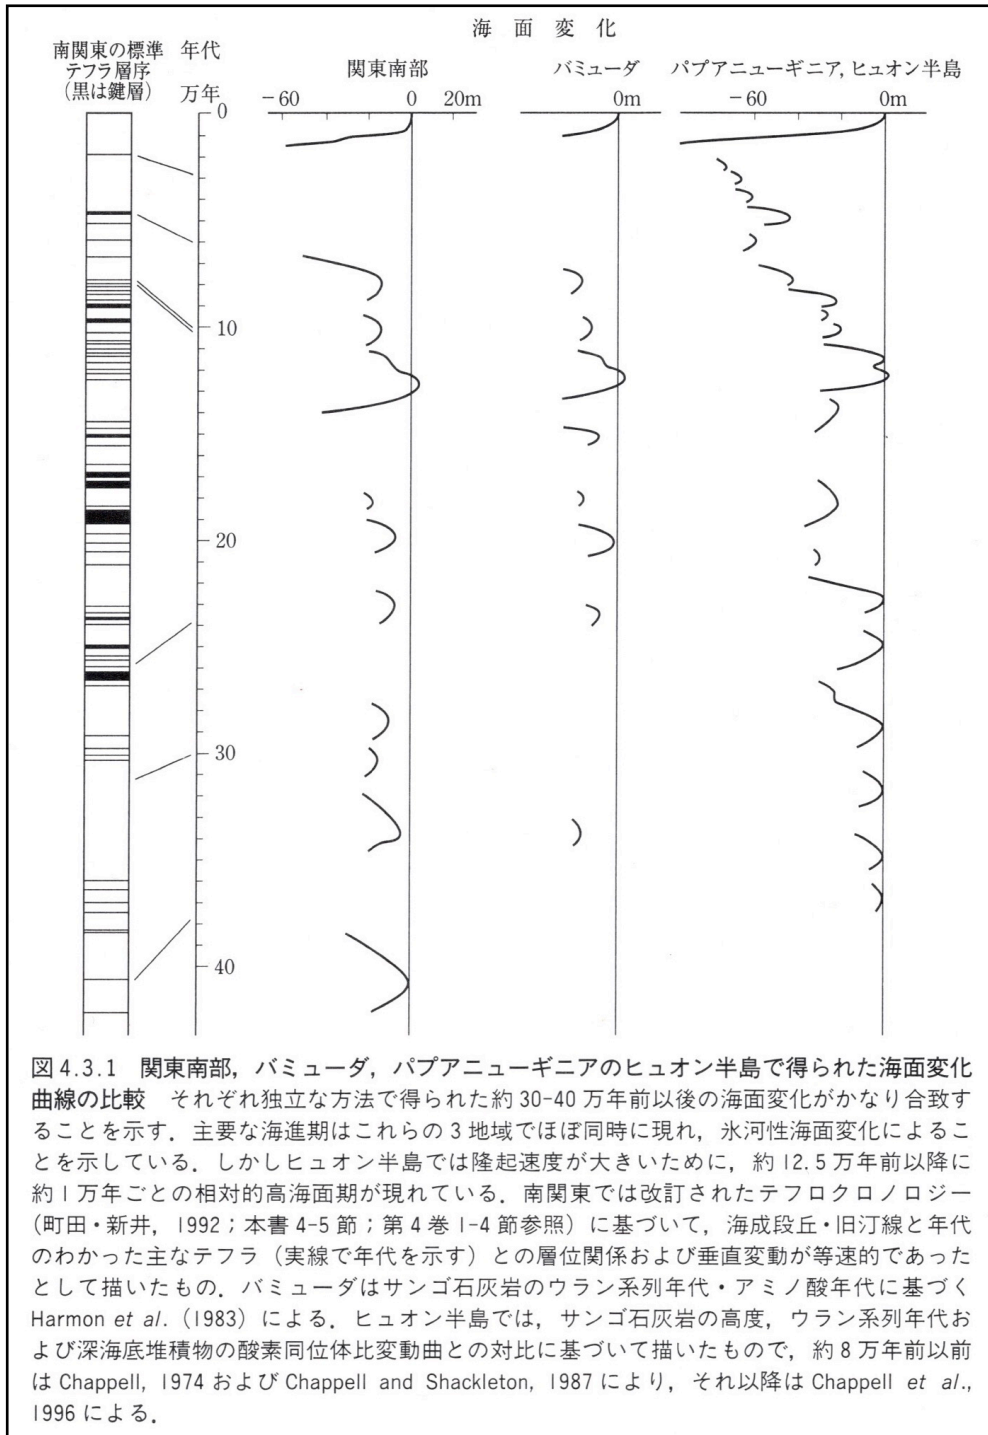 海 面 変 化
南関東の標準 年代
テフラ層序
(黒は鍵層) 万年
関東南部 バミューダ パプアニューギニア, ヒュオン半島
-60 0 20m 0m -60 0m
0
10
20
30
40
図 4.3.1 関東南部，バミューダ，パプアニューギニアのヒュオン半島で得られた海面変化
曲線の比較 それぞれ独立な方法で得られた約 30-40 万年前以後の海面変化がかなり合致す
ることを示す．主要な海進期はこれらの 3 地域でほぼ同時に現れ，氷河性海面変化によるこ
とを示している．しかしヒュオン半島では隆起速度が大きいために，約 12.5 万年前以降に
約 1 万年ごとの相対的高海面期が現れている．南関東では改訂されたテフロクロノロジー
(町田・新井，1992；本書 4-5 節；第 4 巻 1-4 節参照) に基づいて，海成段丘・旧汀線と年代
のわかった主なテフラ（実線で年代を示す）との層位関係および垂直変動が等速的であった
として描いたもの．バミューダはサンゴ石灰岩のウラン系列年代・アミノ酸年代に基づく
Harmon et al. (1983) による．ヒュオン半島では，サンゴ石灰岩の高度，ウラン系列年代お
よび深海底堆積物の酸素同位体比変動曲との対比に基づいて描いたもので，約 8 万年前以前
は Chappell, 1974 および Chappell and Shackleton, 1987 により，それ以降は Chappell et al.,
1996 による．